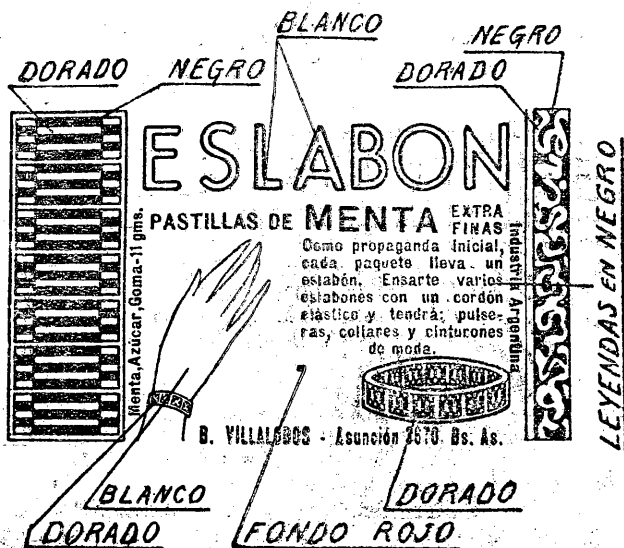 BLANCO
NEGRO
DORADO NEGRO DORADO
ESLABON
PASTILLAS DE MENTA EXTRA FINAS
Como propaganda inicial,
cada paquete lleva un
eslabón. Ensarte varios
eslabones con un cordón
elástico y tendrá: pulse-
ras, collares y cinturones
de moda.
Menta, Azúcar, Goma-11 gms.
Industria Argentina
LEYENDAS EN NEGRO
B. VILLALOBOS - Asunción 3670 Bs. As.
BLANCO DORADO
DORADO FONDO ROJO